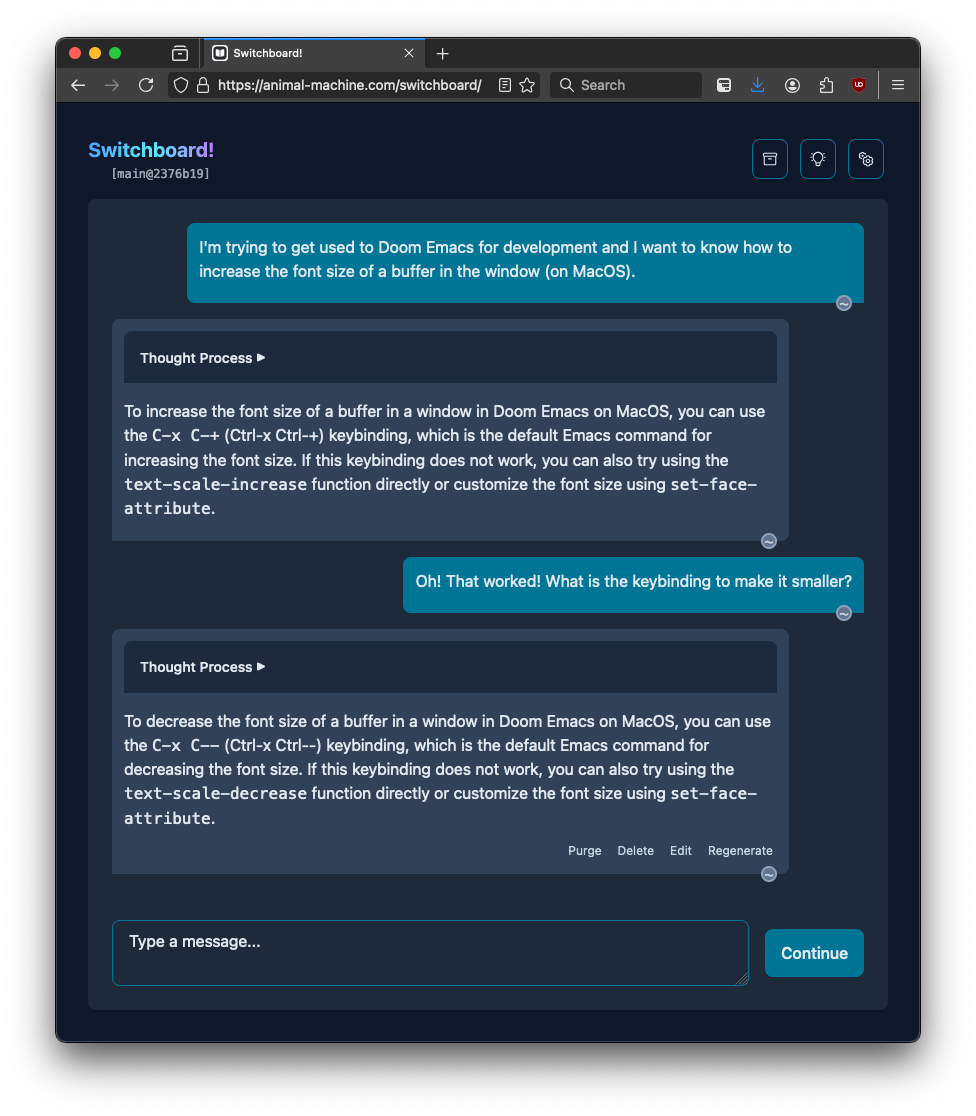 Switchboard!
https://animal-machine.com/switchboard/
Search
UD
Switchboard!
[main@2376b19]
I'm trying to get used to Doom Emacs for development and I want to know how to
increase the font size of a buffer in the window (on MacOS).
~
Thought Process ▶
To increase the font size of a buffer in a window in Doom Emacs on MacOS, you can use
the C-x C-+ (Ctrl-x Ctrl-+) keybinding, which is the default Emacs command for
increasing the font size. If this keybinding does not work, you can also try using the
text-scale-increase function directly or customize the font size using set-face-
attribute.
~
Oh! That worked! What is the keybinding to make it smaller?
~
Thought Process ▶
To decrease the font size of a buffer in a window in Doom Emacs on MacOS, you can use
the C-x C-- (Ctrl-x Ctrl--) keybinding, which is the default Emacs command for
decreasing the font size. If this keybinding does not work, you can also try using the
text-scale-decrease function directly or customize the font size using set-face-
attribute.
Purge Delete Edit Regenerate
~
Type a message...
Continue